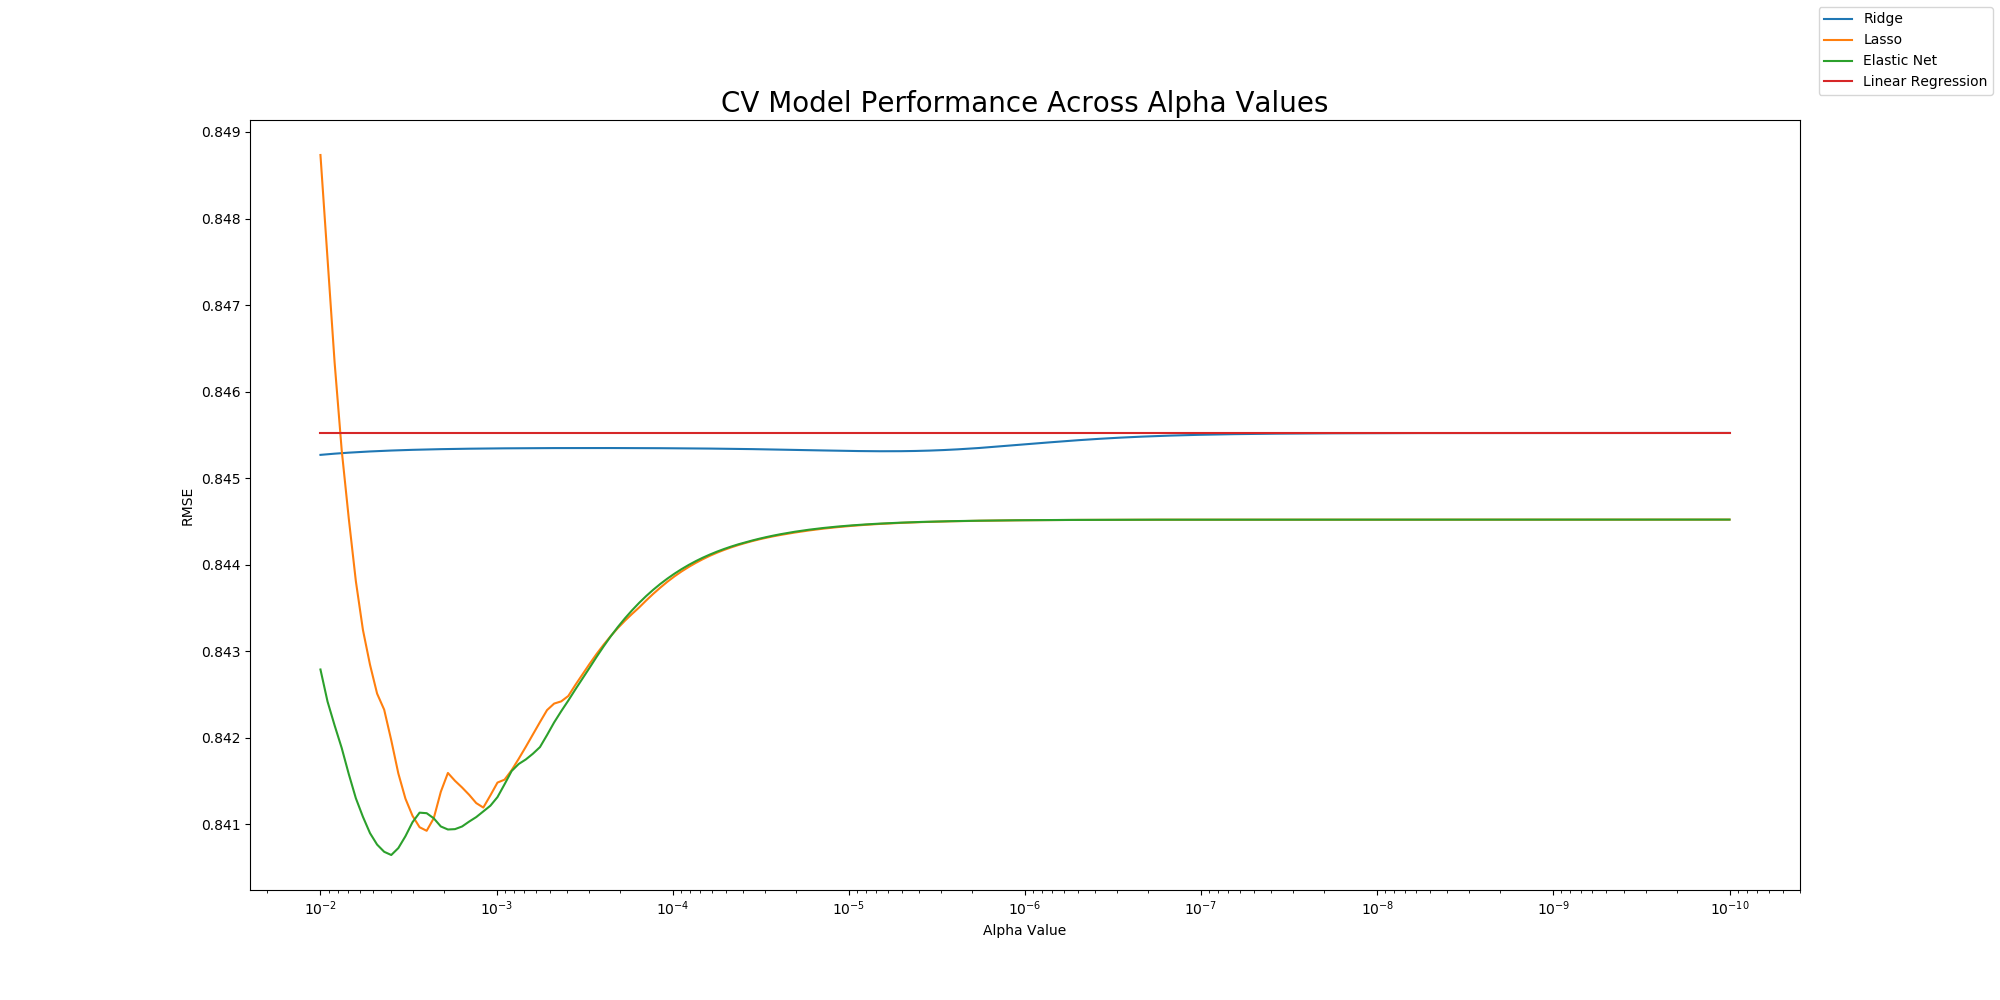 Ridge
Lasso
Elastic Net
Linear Regression
CV Model Performance Across Alpha Values
0.849
0.848
0.847
0.846
0.845
0.844
0.843
0.842
0.841
RMSE
10⁻² 10⁻³ 10⁻⁴ 10⁻⁵ 10⁻⁶ 10⁻⁷ 10⁻⁸ 10⁻⁹ 10⁻¹⁰
Alpha Value